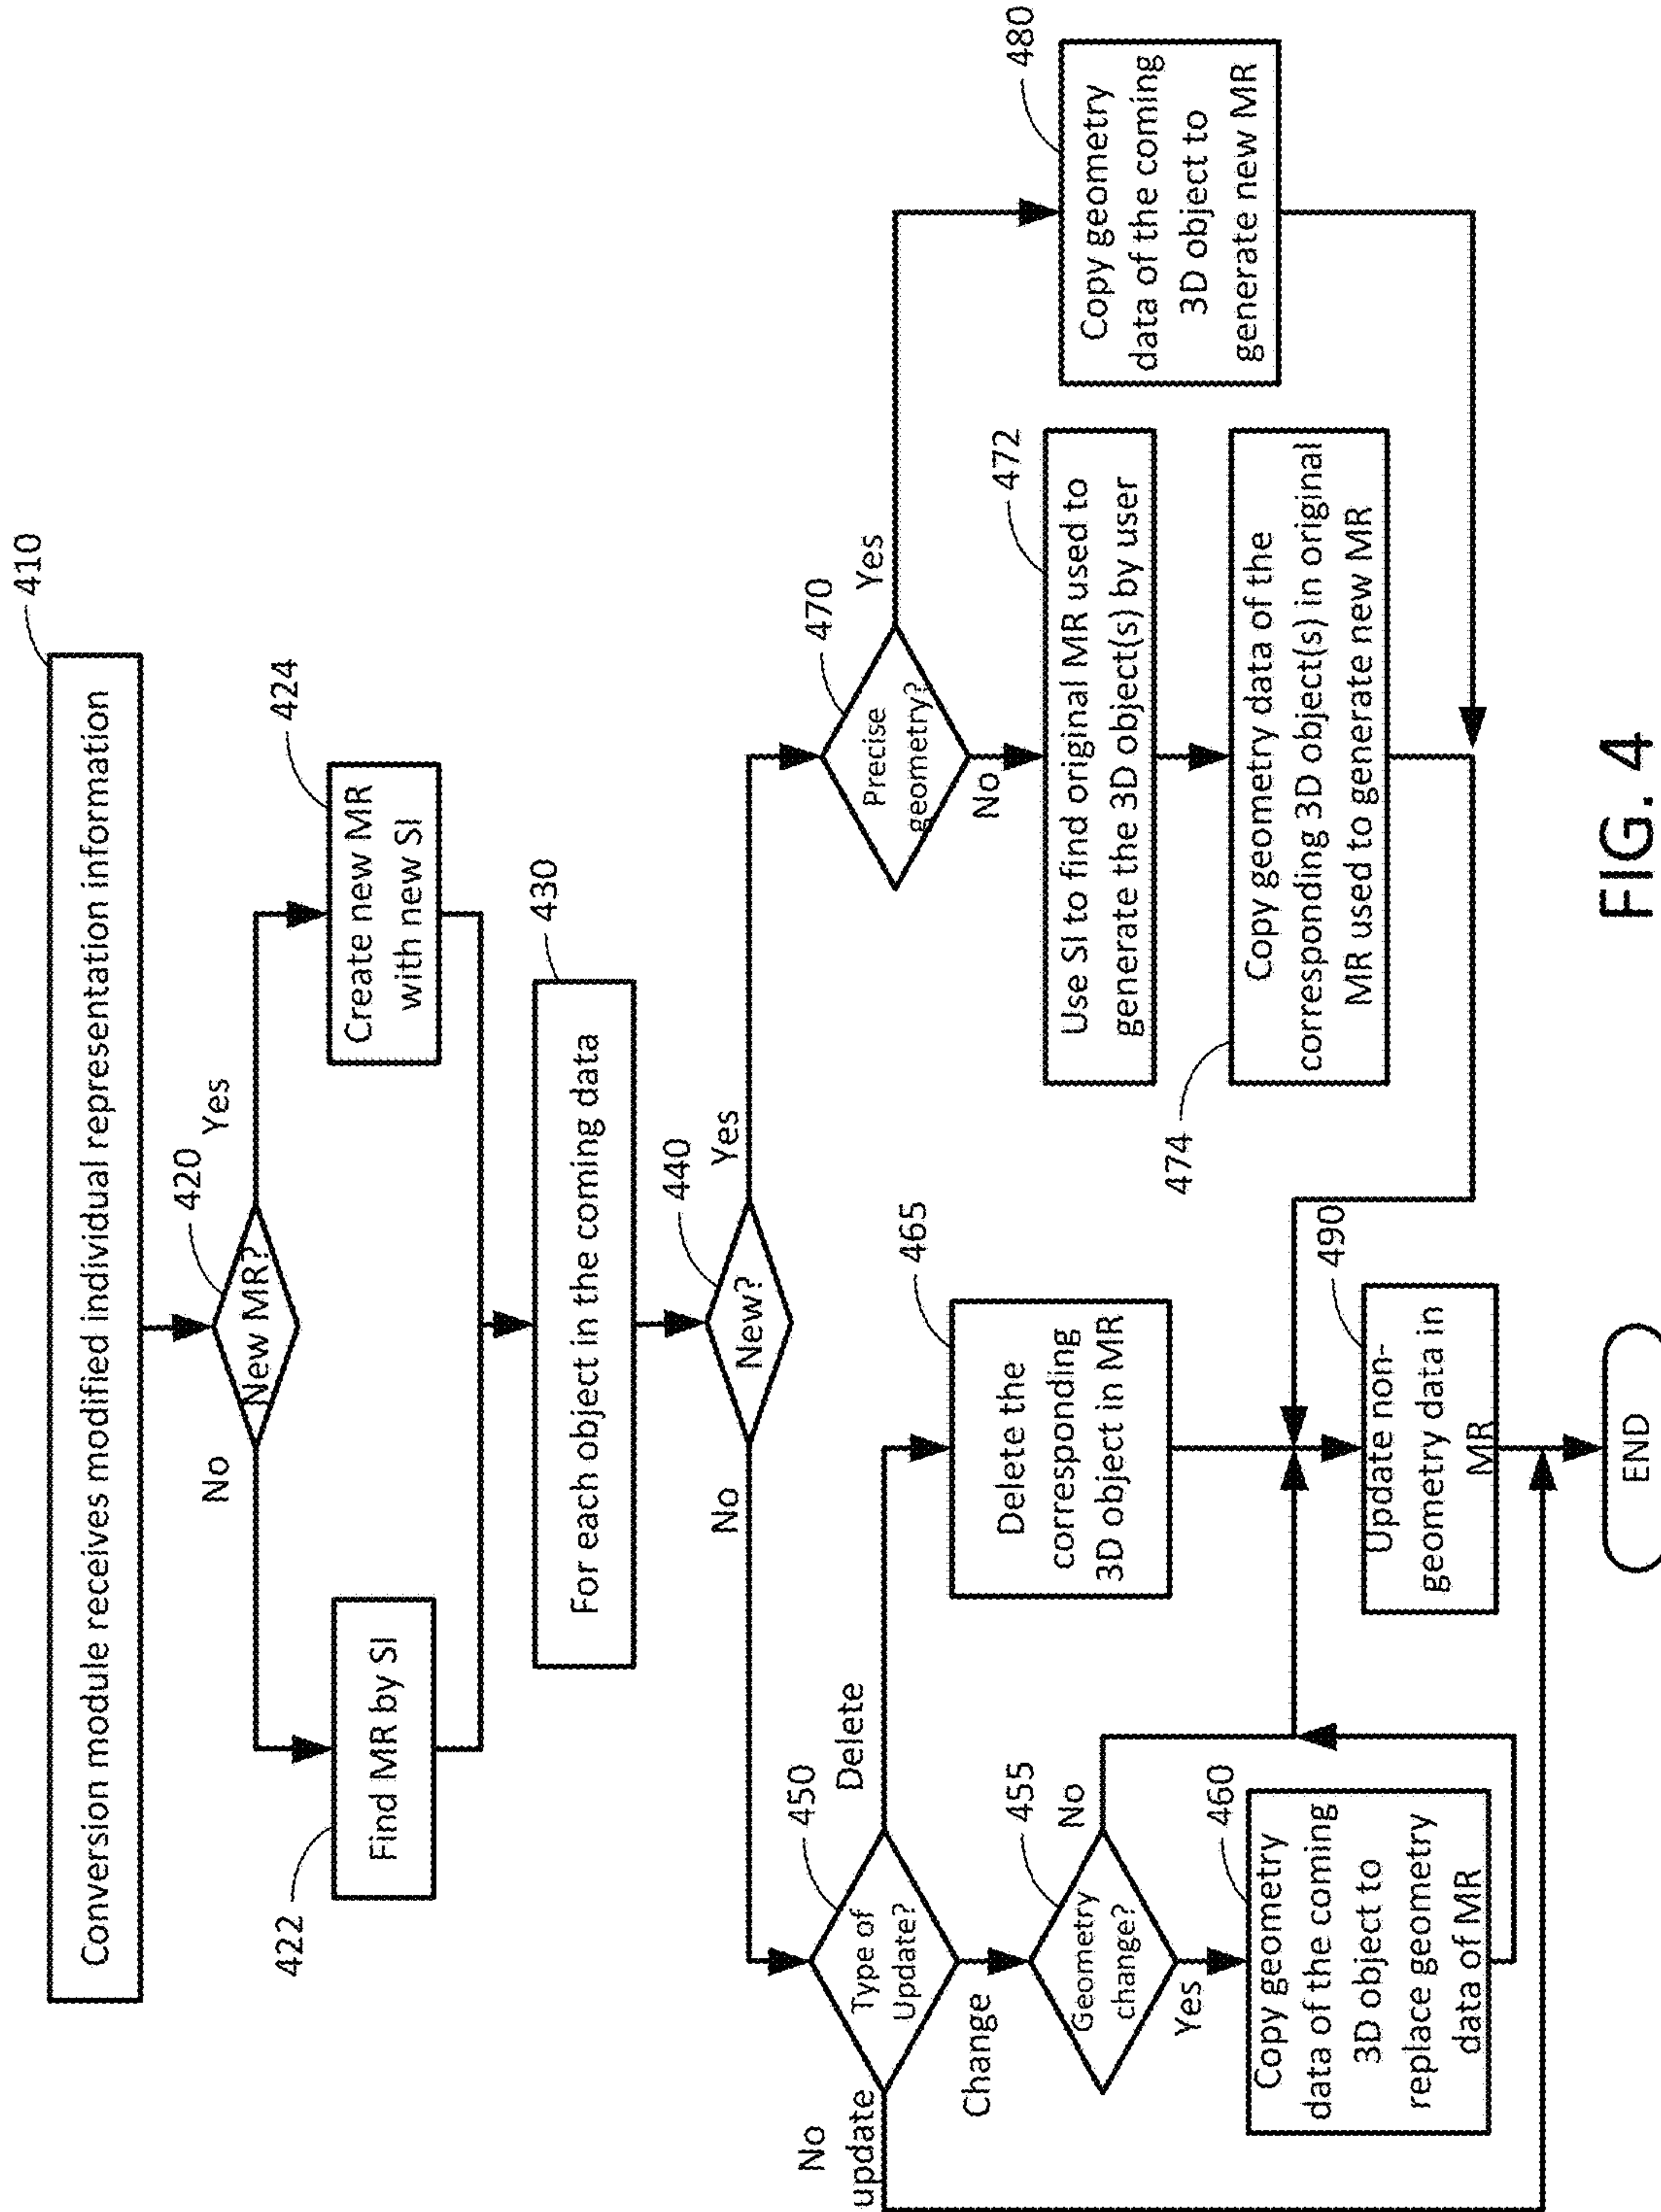 410
Conversion module receives modified individual representation information
420
New MR?
No
Yes
422
Find MR by SI
424
Create new MR
with new SI
430
For each object in the coming data
440
New?
No
Yes
450
Type of
Update?
No
update
Change
Delete
455
Geometry
change?
Yes
No
460
Copy geometry
data of the coming
3D object to
replace geometry
data of MR
465
Delete the
corresponding
3D object in MR
470
Precise
geometry?
No
Yes
472
Use SI to find original MR used to
generate the 3D object(s) by user
474
Copy geometry data of the
corresponding 3D object(s) in original
MR used to generate new MR
480
Copy geometry
data of the coming
3D object to
generate new MR
490
Update non-
geometry data in
MR
END
FIG. 4